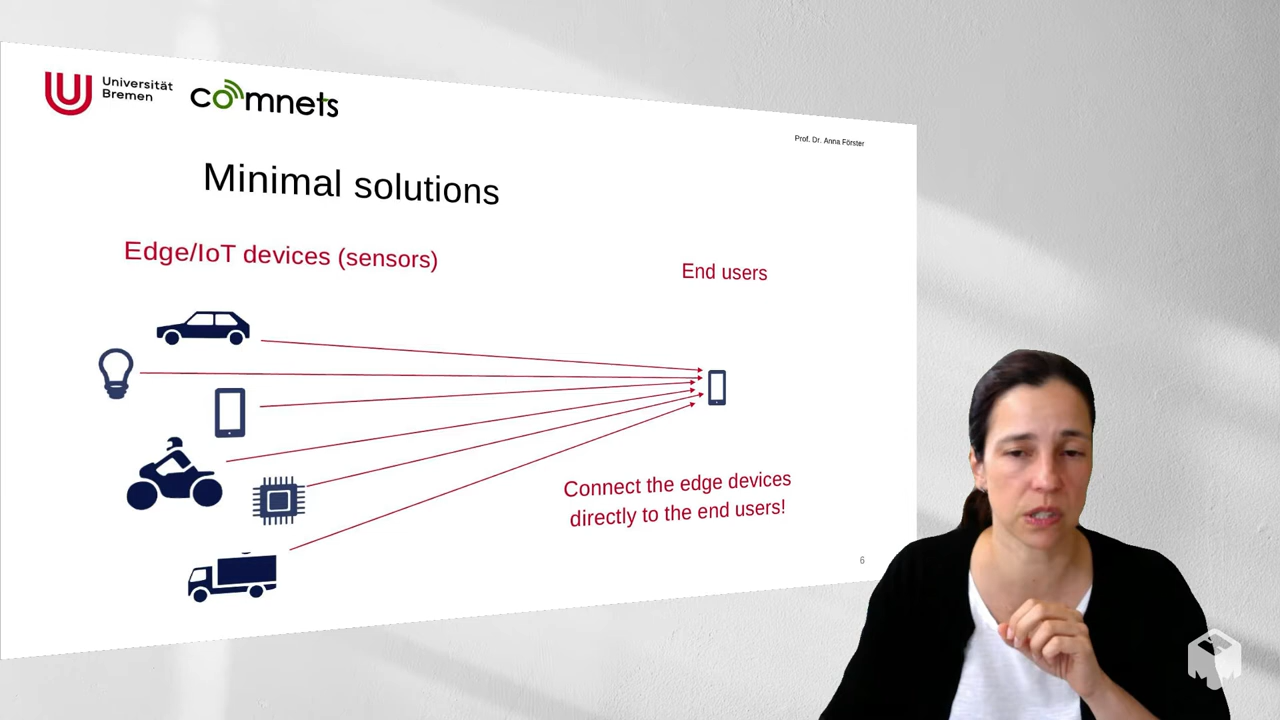 Universität
Bremen
comnets
Prof. Dr. Anna Förster
Minimal solutions
Edge/IoT devices (sensors)
End users
Connect the edge devices
directly to the end users!
6